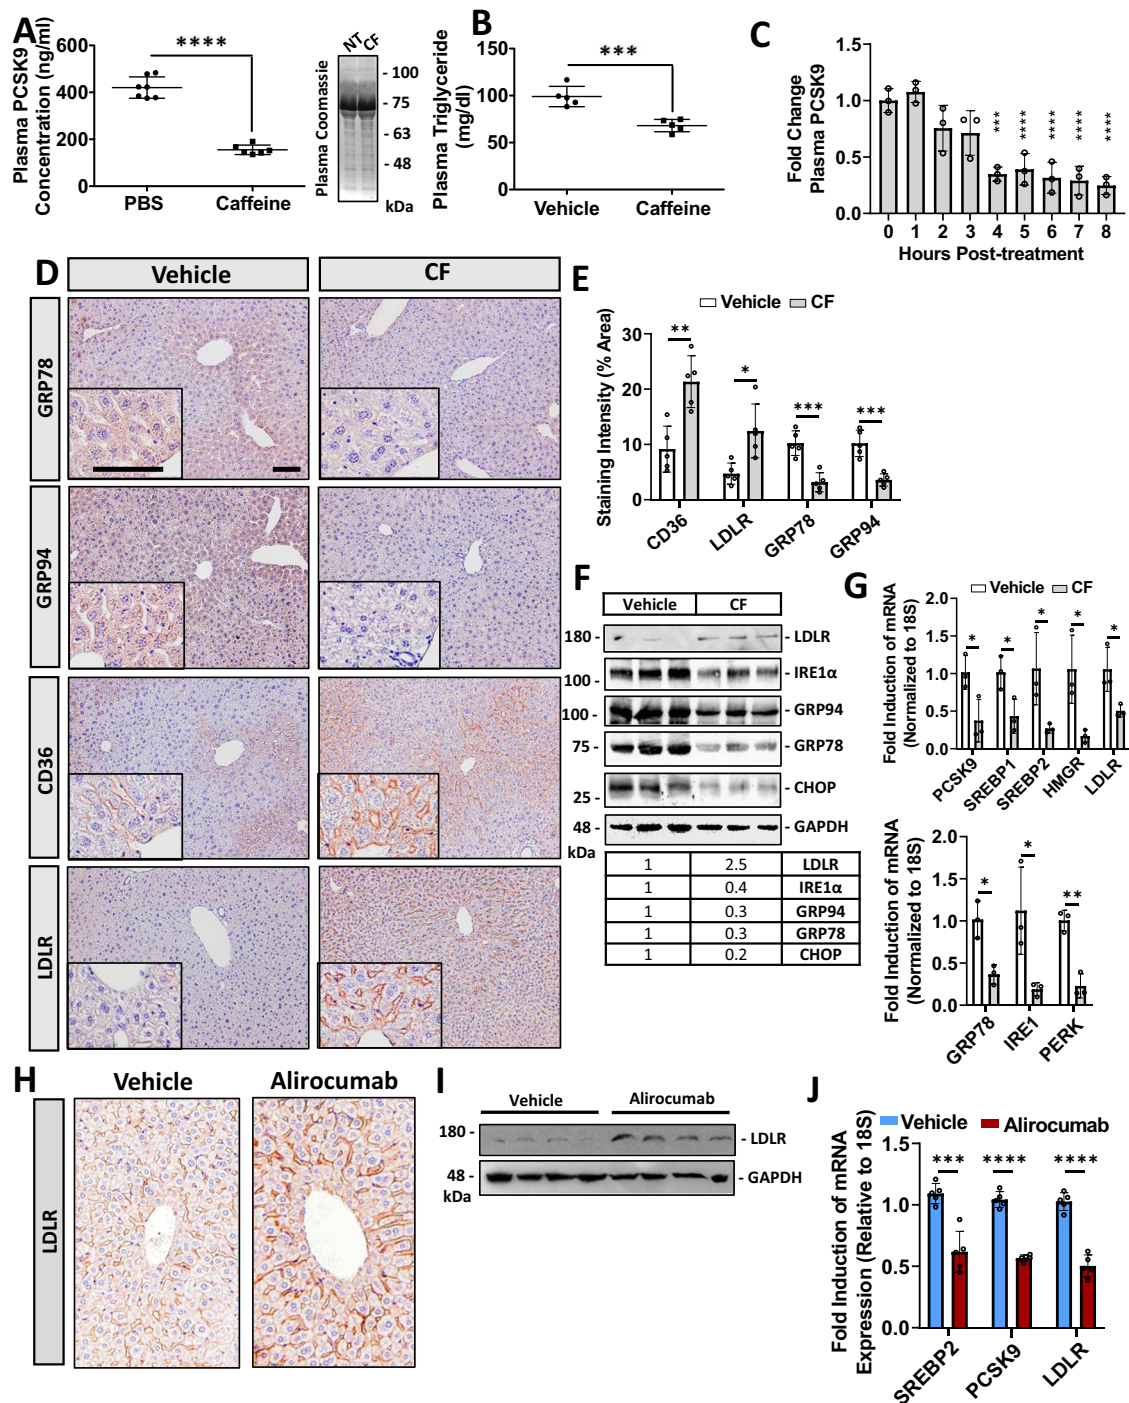 A
Plasma PCSK9
Concentration (ng/ml)
600
400
200
0
****
PBS
Caffeine
Plasma Coomassie
NT
CF
- 100
- 75
- 63
- 48
kDa
B
Plasma Triglyceride
(mg/dl)
150
100
50
0
***
Vehicle
Caffeine
C
Fold Change
Plasma PCSK9
1.5
1.0
0.5
0.0
***
****
****
****
****
0 1 2 3 4 5 6 7 8
Hours Post-treatment
D
Vehicle
CF
GRP78
GRP94
CD36
LDLR
E
Vehicle
CF
Staining Intensity (% Area)
30
20
10
0
**
*
***
***
CD36
LDLR
GRP78
GRP94
F
Vehicle
CF
180 -
- LDLR
100 -
- IRE1α
100 -
- GRP94
75 -
- GRP78
25 -
- CHOP
48 -
- GAPDH
kDa
1 2.5 LDLR
1 0.4 IRE1α
1 0.3 GRP94
1 0.3 GRP78
1 0.2 CHOP
G
Vehicle
CF
Fold Induction of mRNA
(Normalized to 18S)
2.0
1.5
1.0
0.5
0.0
*
*
*
*
*
PCSK9
SREBP1
SREBP2
HMGR
LDLR
Fold Induction of mRNA
(Normalized to 18S)
2.0
1.5
1.0
0.5
0.0
*
*
**
GRP78
IRE1
PERK
H
Vehicle
Alirocumab
LDLR
I
Vehicle
Alirocumab
180 -
- LDLR
48 -
- GAPDH
kDa
J
Vehicle
Alirocumab
Fold Induction of mRNA
Expression (Relative to 18S)
1.5
1.0
0.5
0.0
***
****
****
SREBP2
PCSK9
LDLR